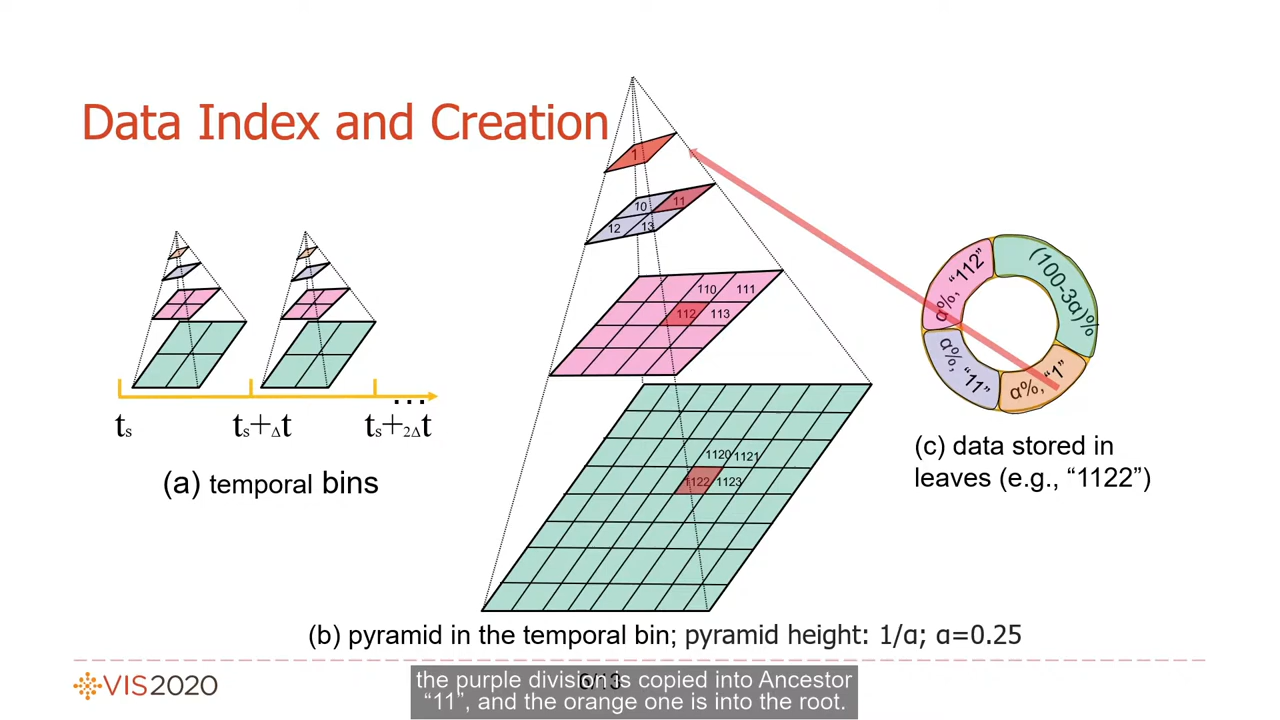 Data Index and Creation
1
10
11
12
13
110
111
112
113
1120
1121
1122
1123
tₛ
tₛ+Δt
tₛ+2Δt
...
(a) temporal bins
α%, “112”
(100-3α)%
α%, “11”
α%, “1”
(c) data stored in
leaves (e.g., “1122”)
(b) pyramid in the temporal bin; pyramid height: 1/α; α=0.25
VIS2020
the purple division is copied into Ancestor
“11”, and the orange one is into the root.